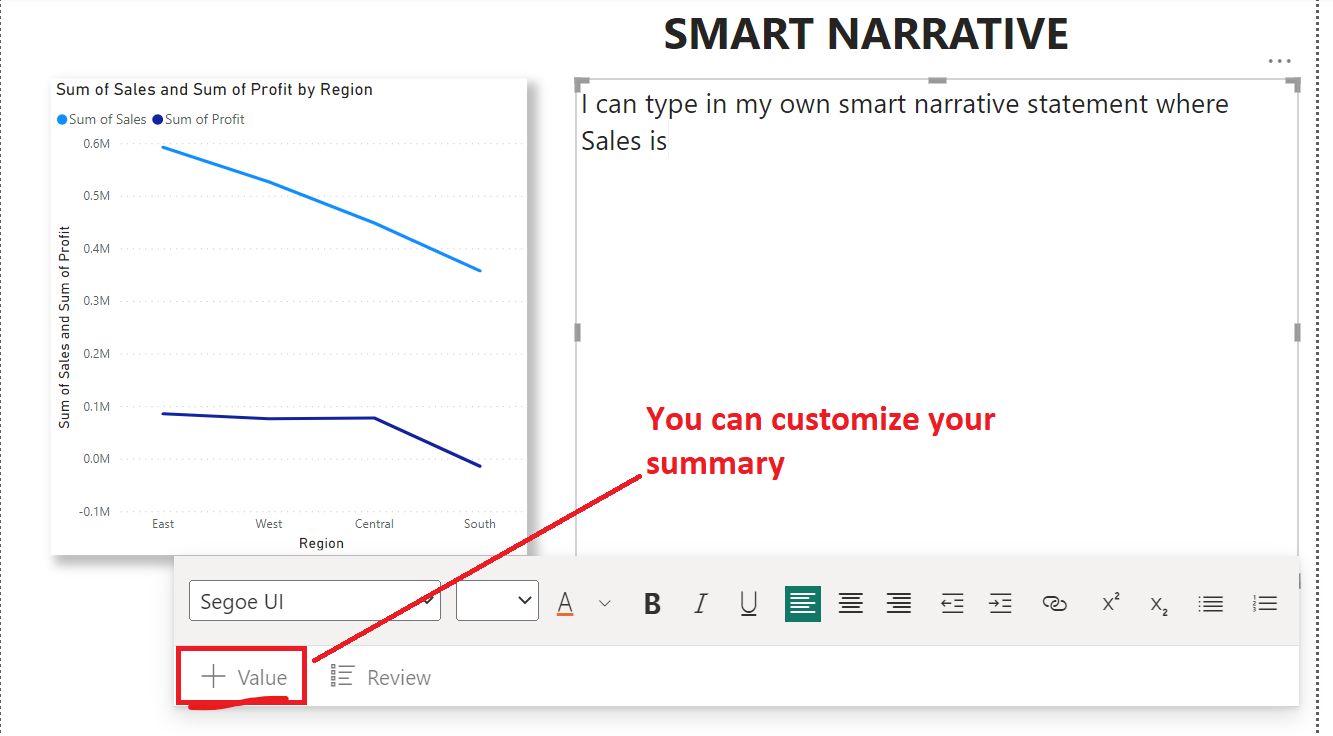 SMART NARRATIVE
Sum of Sales and Sum of Profit by Region
Sum of Sales Sum of Profit
0.6M
0.5M
0.4M
0.3M
0.2M
0.1M
0.0M
-0.1M
Sum of Sales and Sum of Profit
East West Central South
Region
I can type in my own smart narrative statement where
Sales is
You can customize your
summary
Segoe UI
A B I U x² x₂
Value Review